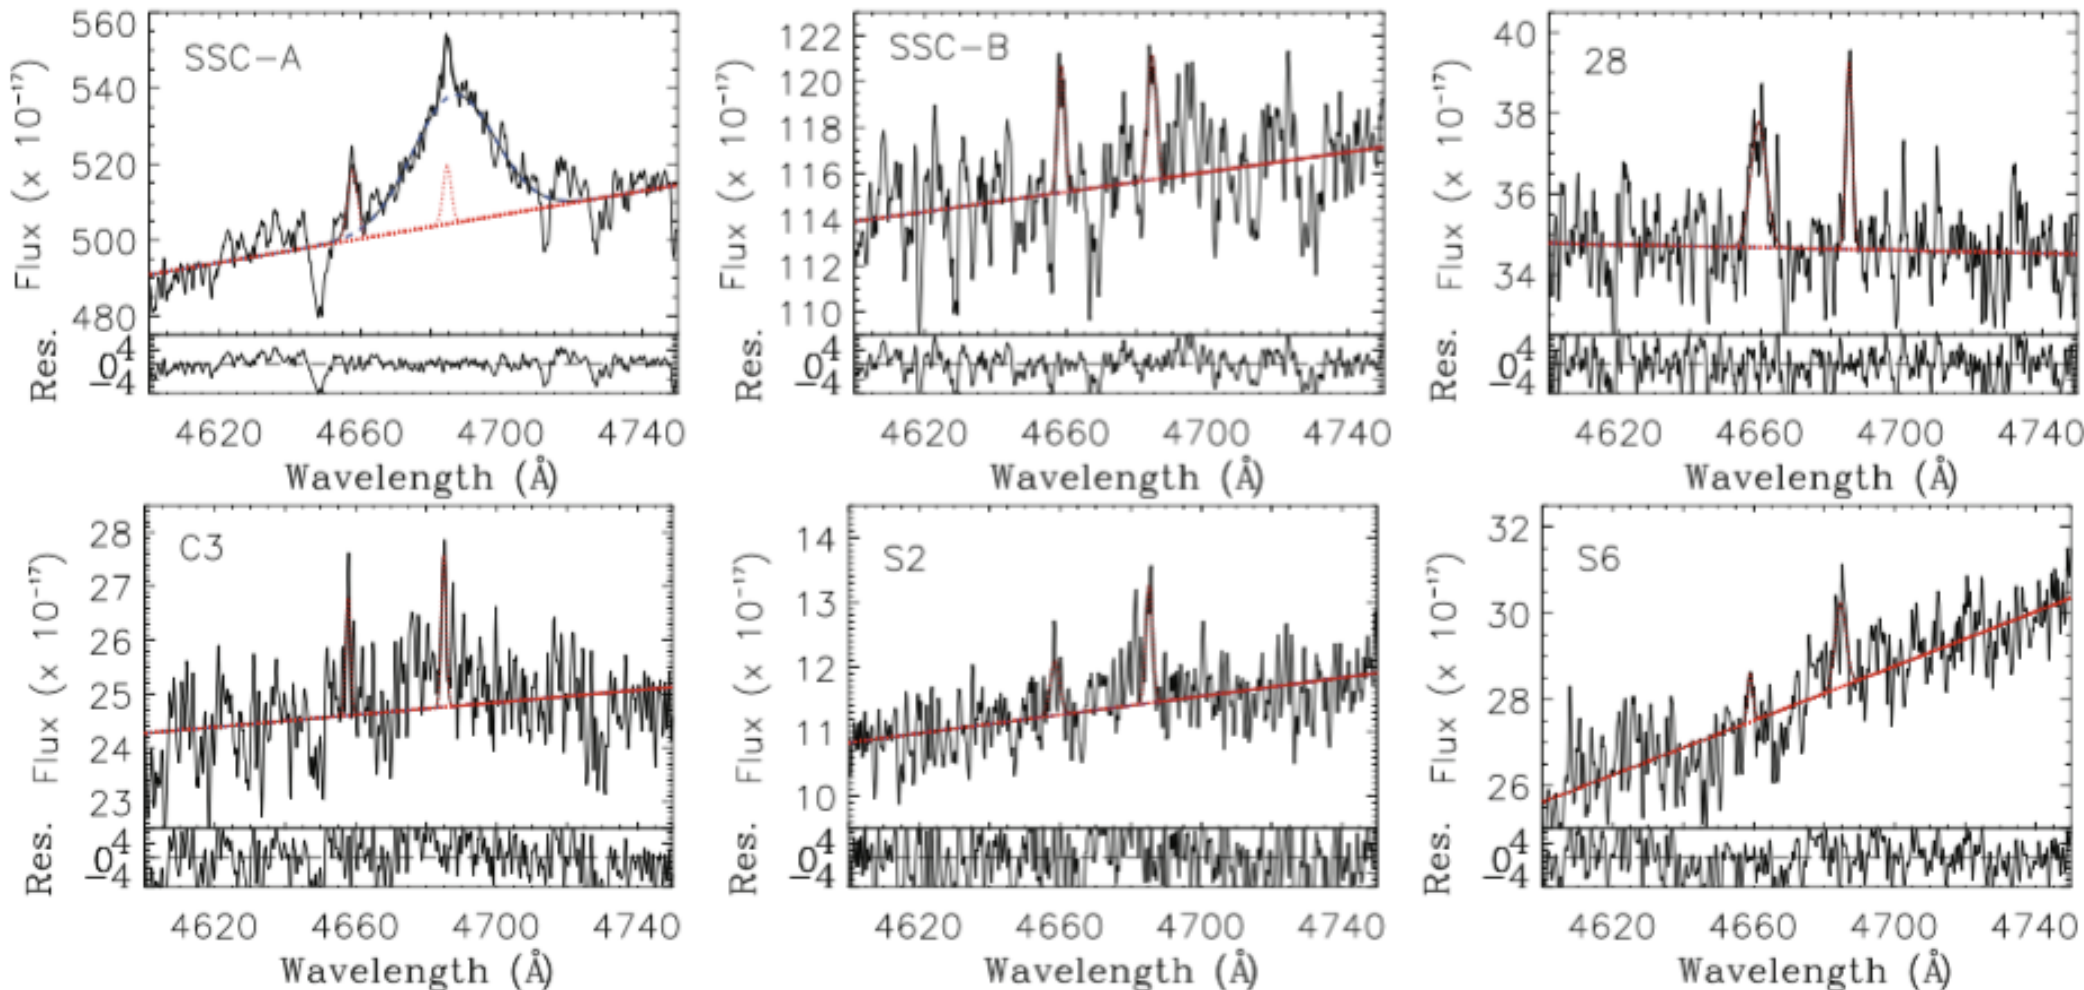 SSC-A
560
540
520
500
480
Flux (x 10⁻¹⁷)
Res.
4
0
-4
4620 4660 4700 4740
Wavelength (Å)
SSC-B
122
120
118
116
114
112
110
Flux (x 10⁻¹⁷)
Res.
4
0
-4
4620 4660 4700 4740
Wavelength (Å)
28
40
38
36
34
Flux (x 10⁻¹⁷)
Res.
4
0
-4
4620 4660 4700 4740
Wavelength (Å)
C3
28
27
26
25
24
23
Flux (x 10⁻¹⁷)
Res.
4
0
-4
4620 4660 4700 4740
Wavelength (Å)
S2
14
13
12
11
10
Flux (x 10⁻¹⁷)
Res.
4
0
-4
4620 4660 4700 4740
Wavelength (Å)
S6
32
30
28
26
Flux (x 10⁻¹⁷)
Res.
4
0
-4
4620 4660 4700 4740
Wavelength (Å)